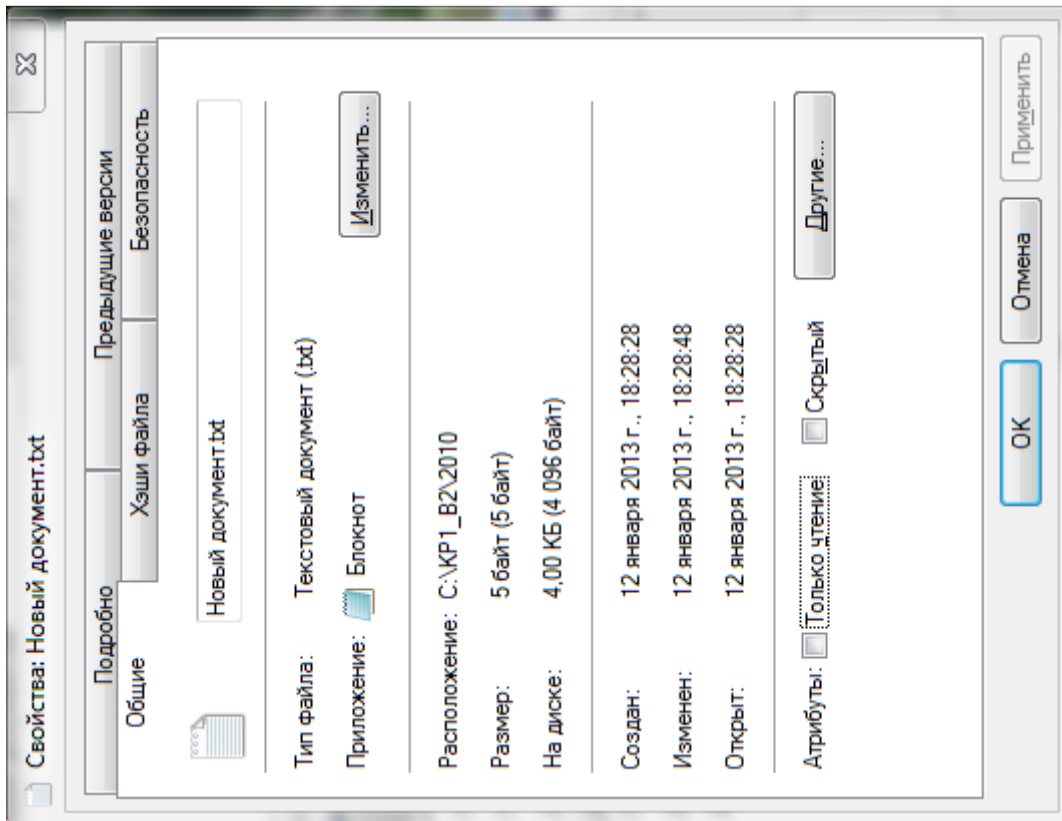 Свойства: Новый документ.txt
Подробно Предыдущие версии
Общие Хэши файла Безопасность
Новый документ.txt
Тип файла: Текстовый документ (.txt)
Приложение: Блокнот Изменить...
Расположение: C:\KP1_B2\2010
Размер: 5 байт (5 байт)
На диске: 4,00 КБ (4 096 байт)
Создан: 12 января 2013 г., 18:28:28
Изменен: 12 января 2013 г., 18:28:48
Открыт: 12 января 2013 г., 18:28:28
Атрибуты: Только чтение Скрытый Другие...
ОК Отмена Применить